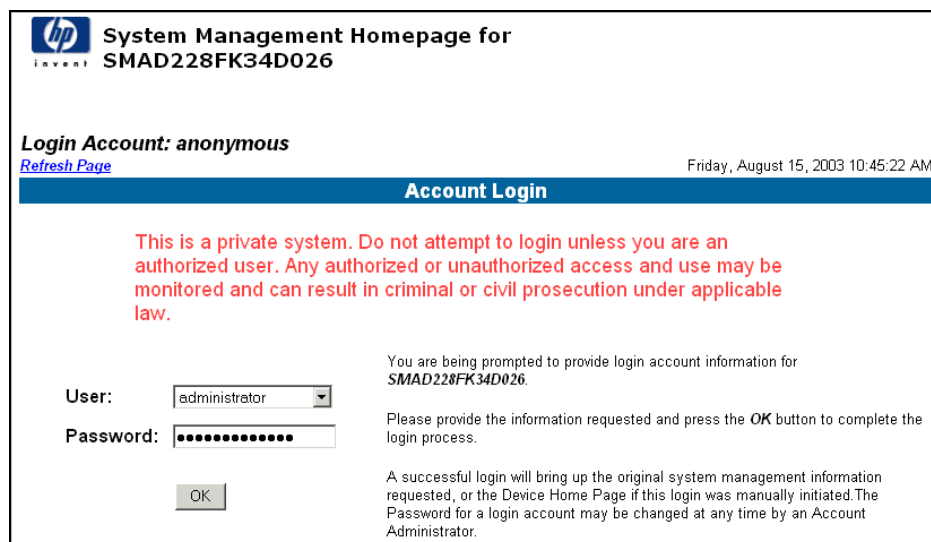 hp
invent
System Management Homepage for
SMAD228FK34D026
Login Account: anonymous
Refresh Page
Friday, August 15, 2003 10:45:22 AM
Account Login
This is a private system. Do not attempt to login unless you are an
authorized user. Any authorized or unauthorized access and use may be
monitored and can result in criminal or civil prosecution under applicable
law.
User:
administrator
Password:
●●●●●●●●●●●●●
OK
You are being prompted to provide login account information for
SMAD228FK34D026.
Please provide the information requested and press the OK button to complete the
login process.
A successful login will bring up the original system management information
requested, or the Device Home Page if this login was manually initiated.The
Password for a login account may be changed at any time by an Account
Administrator.